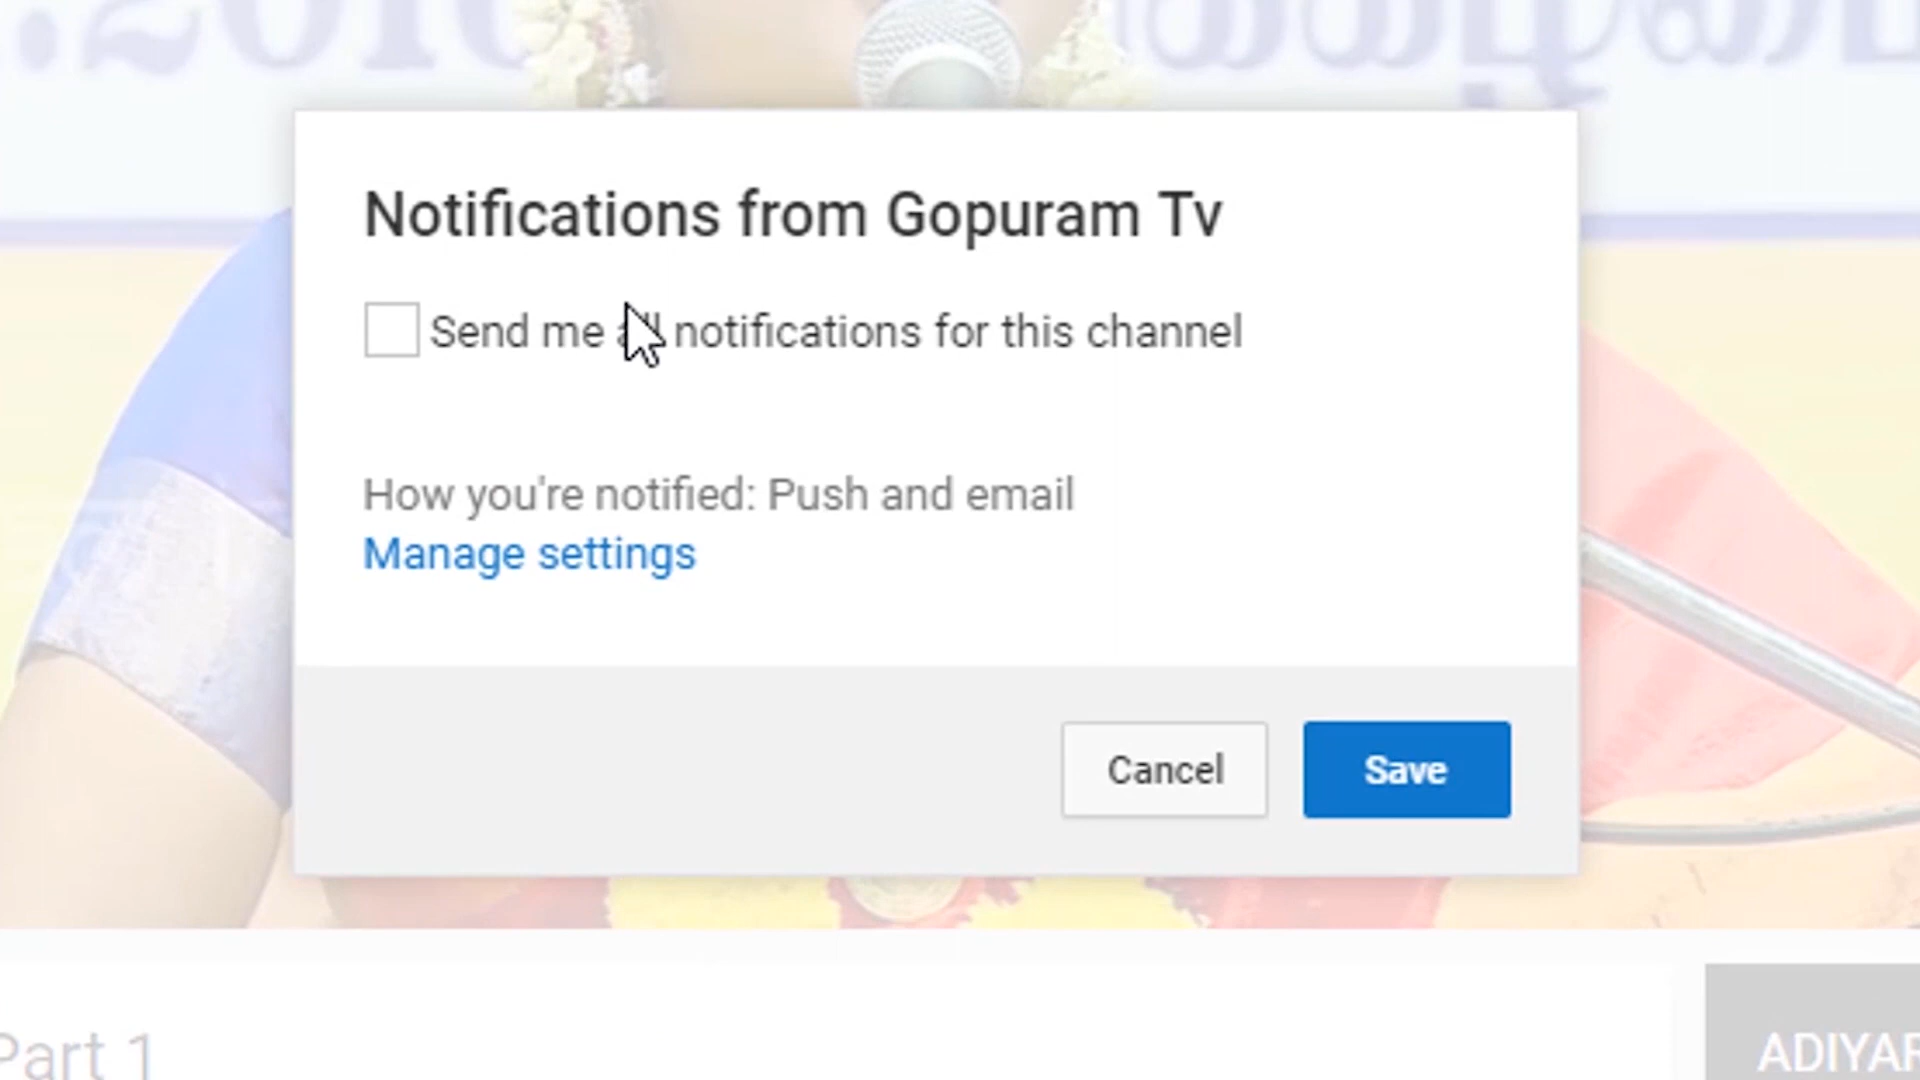 Notifications from Gopuram Tv
Send me all notifications for this channel
How you're notified: Push and email
Manage settings
Cancel
Save
Part 1